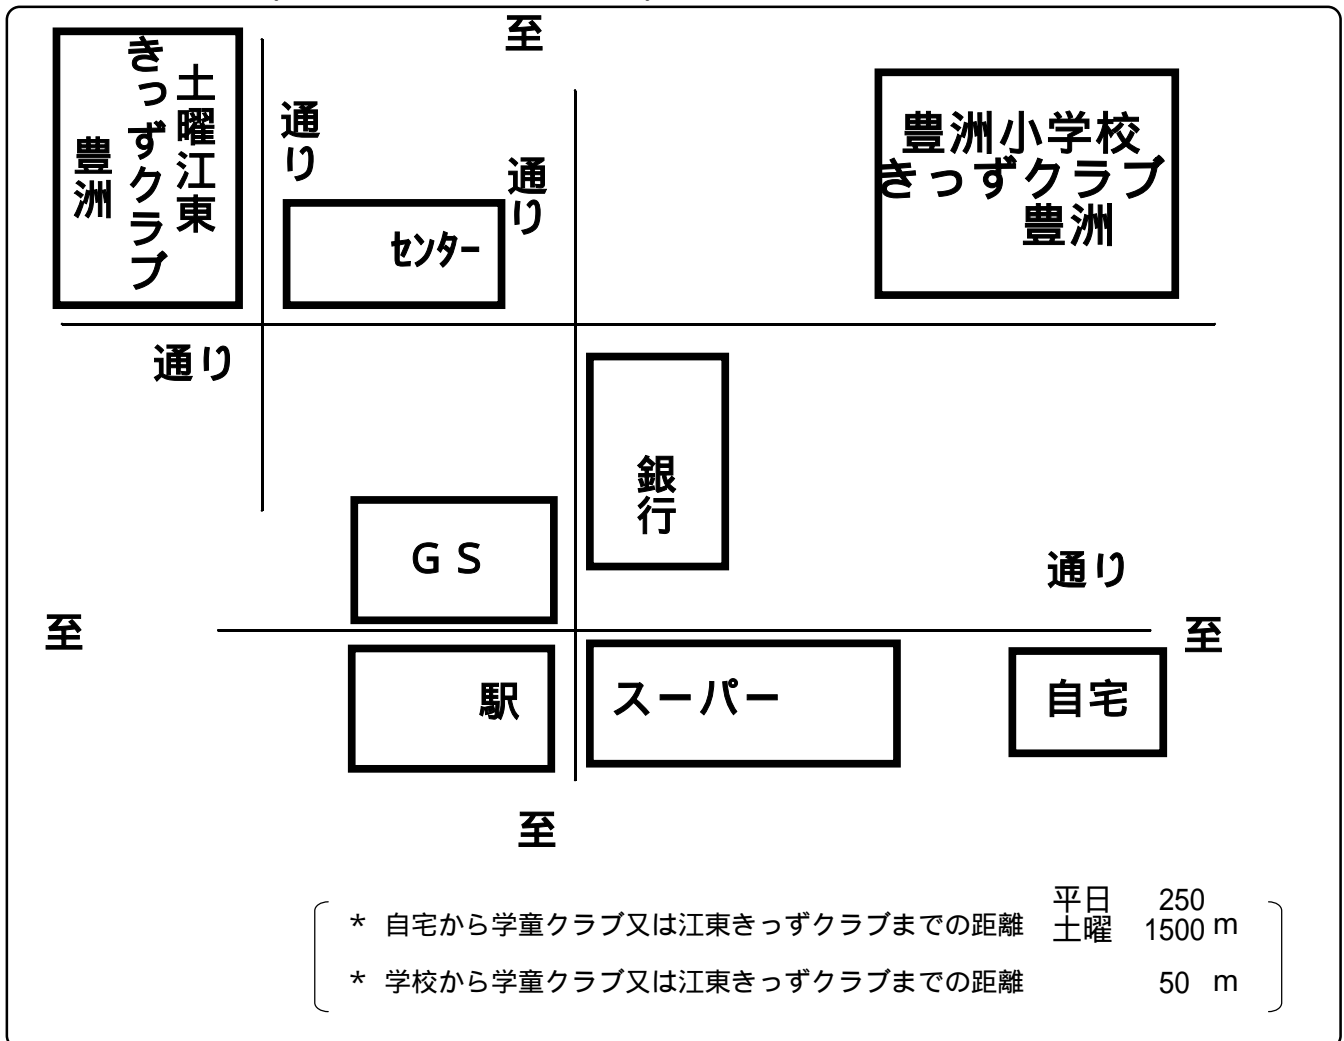 至
土曜江東
きっずクラブ
豊洲
通り
通り
豊洲小学校
きっずクラブ
豊洲
センター
通り
銀行
GS
通り
至
至
駅
スーパー
自宅
至
* 自宅から学童クラブ又は江東きっずクラブまでの距離 平日 250
土曜 1500 m
* 学校から学童クラブ又は江東きっずクラブまでの距離 50 m